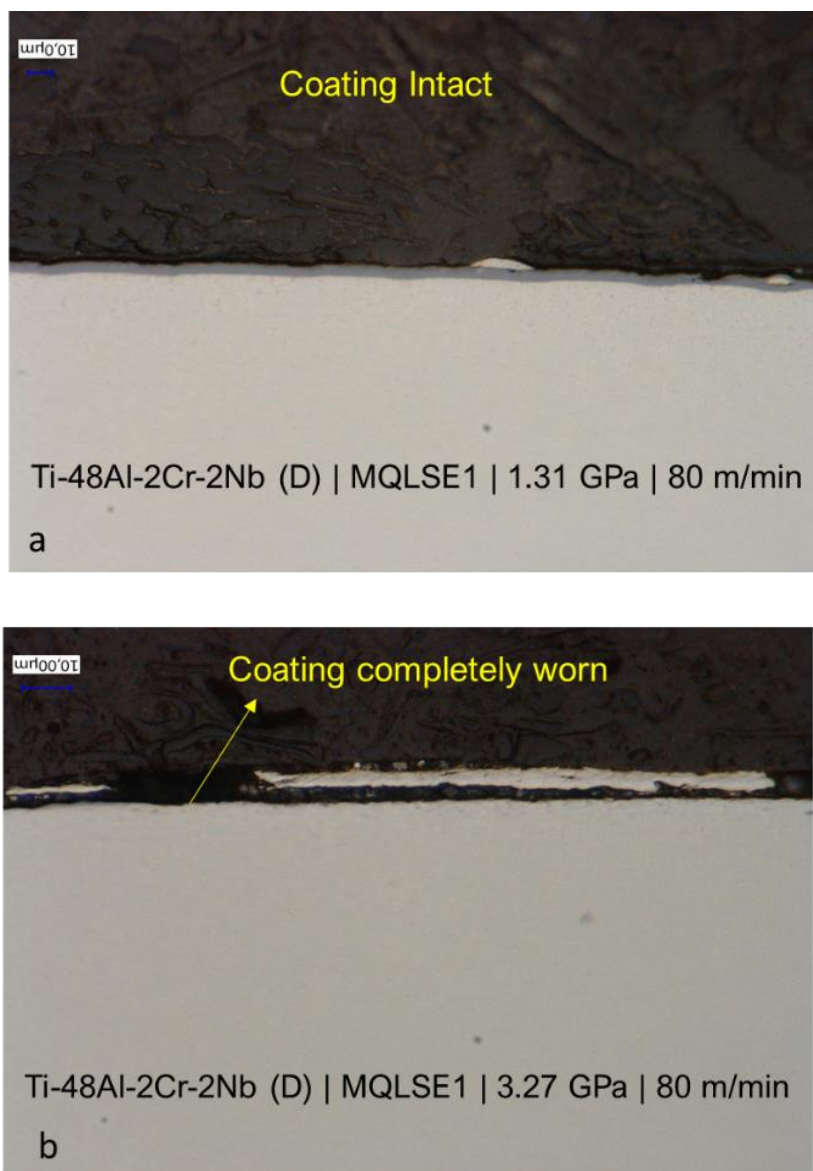 10,0µm
Coating Intact
Ti-48Al-2Cr-2Nb (D) | MQLSE1 | 1.31 GPa | 80 m/min
a
10,00µm
Coating completely worn
Ti-48Al-2Cr-2Nb (D) | MQLSE1 | 3.27 GPa | 80 m/min
b